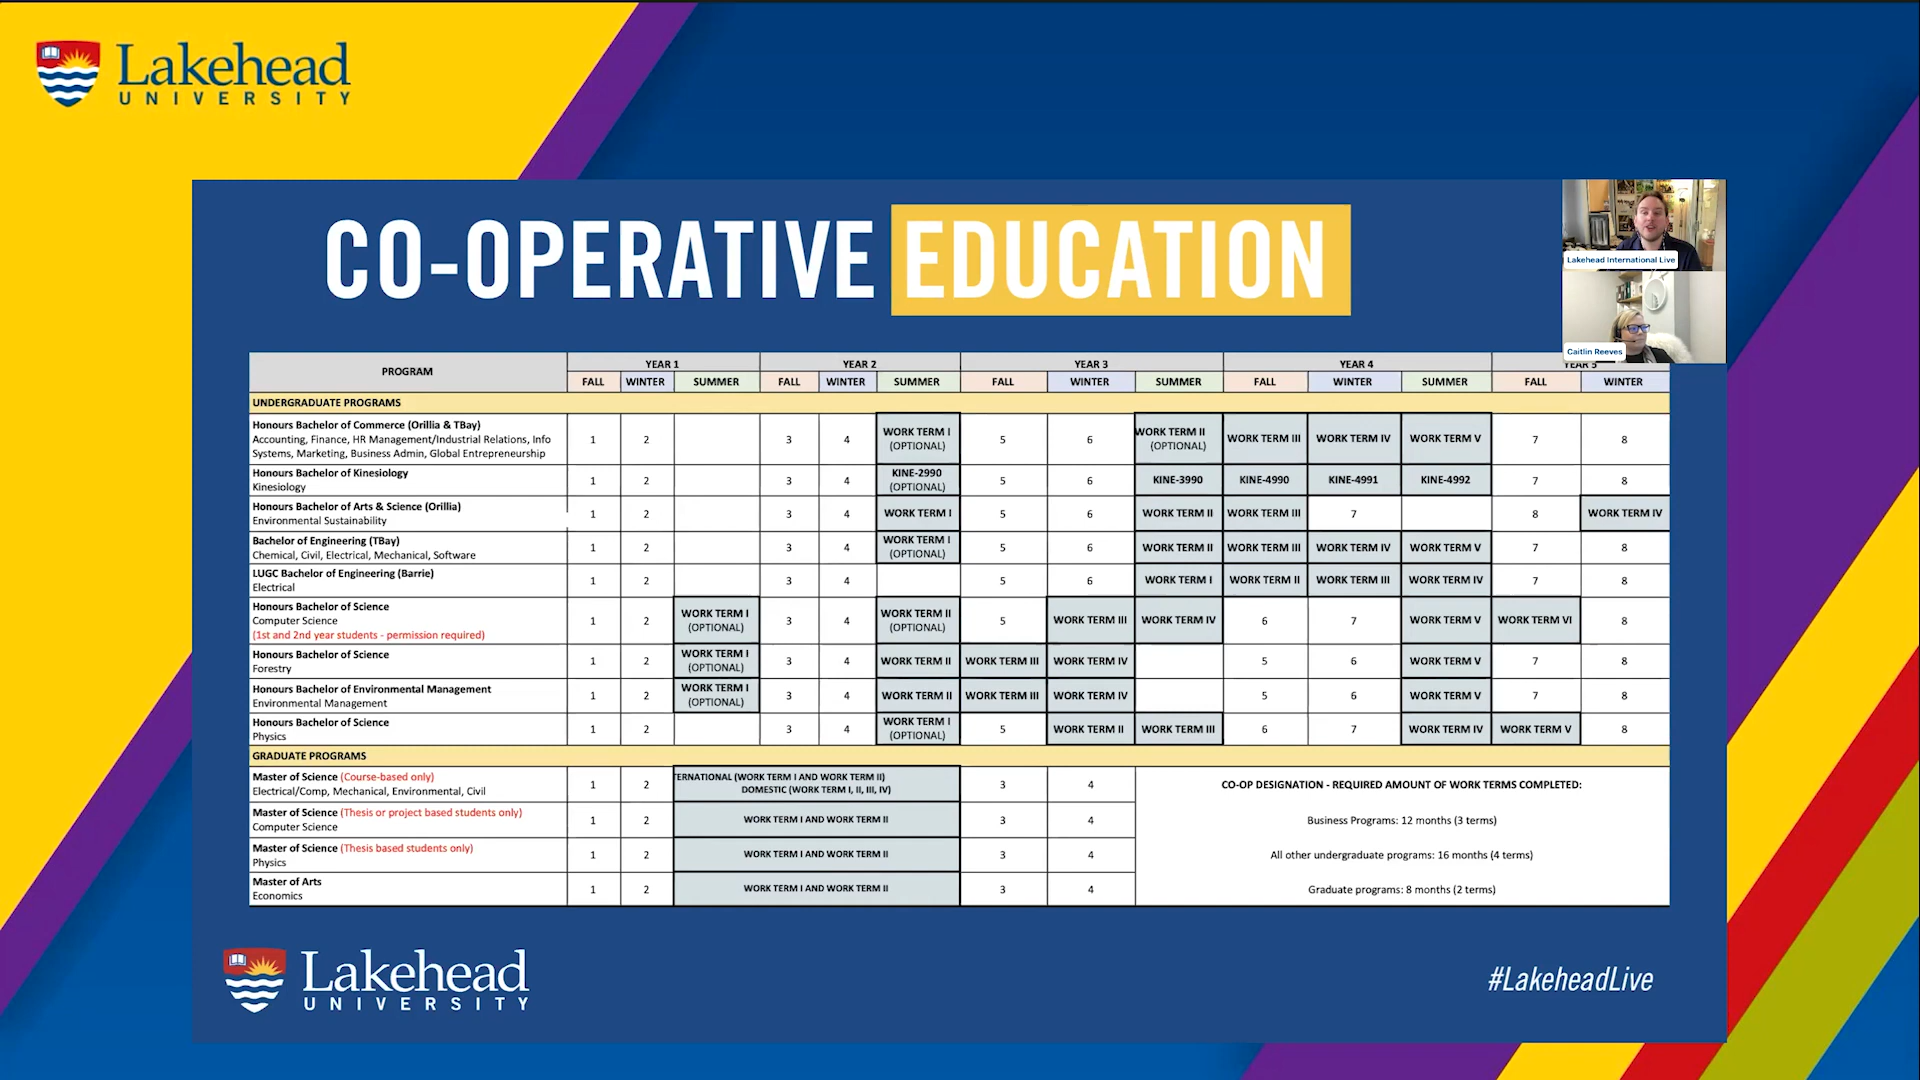 Lakehead
UNIVERSITY
CO-OPERATIVE EDUCATION
Lakehead International Live
Caitlin Reeves
PROGRAM YEAR 1 YEAR 2 YEAR 3 YEAR 4 YEAR 5
FALL WINTER SUMMER FALL WINTER SUMMER FALL WINTER SUMMER FALL WINTER SUMMER FALL WINTER
UNDERGRADUATE PROGRAMS
Honours Bachelor of Commerce (Orillia & TBay)
Accounting, Finance, HR Management/Industrial Relations, Info
Systems, Marketing, Business Admin, Global Entrepreneurship
1 2 3 4 WORK TERM I (OPTIONAL) 5 6 WORK TERM II (OPTIONAL) WORK TERM III WORK TERM IV WORK TERM V 7 8
Honours Bachelor of Kinesiology
Kinesiology
1 2 3 4 KINE-2990 (OPTIONAL) 5 6 KINE-3990 KINE-4990 KINE-4991 KINE-4992 7 8
Honours Bachelor of Arts & Science (Orillia)
Environmental Sustainability
1 2 3 4 WORK TERM I 5 6 WORK TERM II WORK TERM III 7 8 WORK TERM IV
Bachelor of Engineering (TBay)
Chemical, Civil, Electrical, Mechanical, Software
1 2 3 4 WORK TERM I (OPTIONAL) 5 6 WORK TERM II WORK TERM III WORK TERM IV WORK TERM V 7 8
LUGC Bachelor of Engineering (Barrie)
Electrical
1 2 3 4 5 6 WORK TERM I WORK TERM II WORK TERM III WORK TERM IV 7 8
Honours Bachelor of Science
Computer Science
(1st and 2nd year students - permission required)
1 2 WORK TERM I (OPTIONAL) 3 4 WORK TERM II (OPTIONAL) 5 WORK TERM III WORK TERM IV 6 7 WORK TERM V WORK TERM VI 8
Honours Bachelor of Science
Forestry
1 2 WORK TERM I (OPTIONAL) 3 4 WORK TERM II WORK TERM III WORK TERM IV 5 6 WORK TERM V 7 8
Honours Bachelor of Environmental Management
Environmental Management
1 2 WORK TERM I (OPTIONAL) 3 4 WORK TERM II WORK TERM III WORK TERM IV 5 6 WORK TERM V 7 8
Honours Bachelor of Science
Physics
1 2 3 4 WORK TERM I (OPTIONAL) 5 WORK TERM II WORK TERM III 6 7 WORK TERM IV WORK TERM V 8
GRADUATE PROGRAMS
Master of Science (Course-based only)
Electrical/Comp, Mechanical, Environmental, Civil
1 2 TERNATIONAL (WORK TERM I AND WORK TERM II)
DOMESTIC (WORK TERM I, II, III, IV) 3 4
Master of Science (Thesis or project based students only)
Computer Science
1 2 WORK TERM I AND WORK TERM II 3 4
Master of Science (Thesis based students only)
Physics
1 2 WORK TERM I AND WORK TERM II 3 4
Master of Arts
Economics
1 2 WORK TERM I AND WORK TERM II 3 4
CO-OP DESIGNATION - REQUIRED AMOUNT OF WORK TERMS COMPLETED:
Business Programs: 12 months (3 terms)
All other undergraduate programs: 16 months (4 terms)
Graduate programs: 8 months (2 terms)
Lakehead
UNIVERSITY
#LakeheadLive